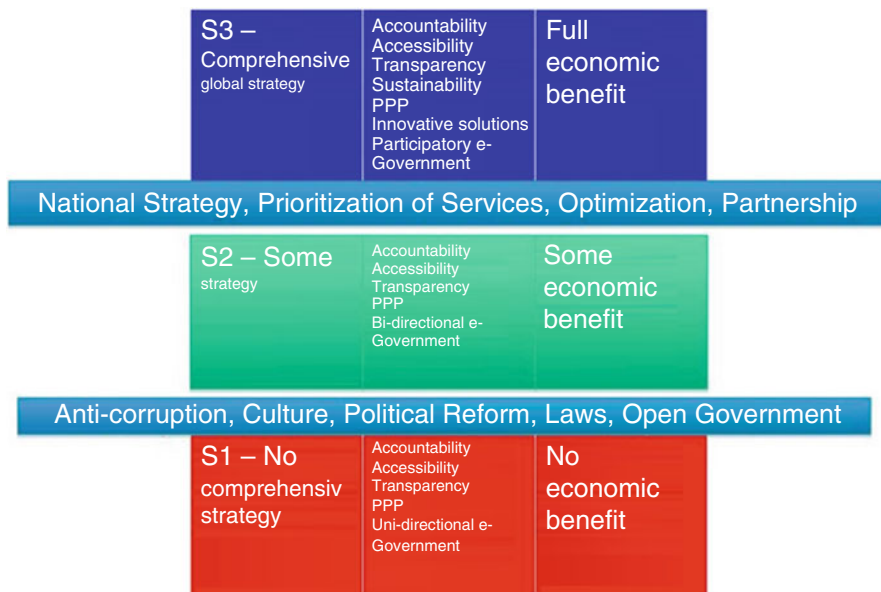 S3 –
Comprehensive
global strategy
Accountability
Accessibility
Transparency
Sustainability
PPP
Innovative solutions
Participatory e-
Government
Full
economic
benefit
National Strategy, Prioritization of Services, Optimization, Partnership
S2 – Some
strategy
Accountability
Accessibility
Transparency
PPP
Bi-directional e-
Government
Some
economic
benefit
Anti-corruption, Culture, Political Reform, Laws, Open Government
S1 – No
comprehensiv
strategy
Accountability
Accessibility
Transparency
PPP
Uni-directional e-
Government
No
economic
benefit